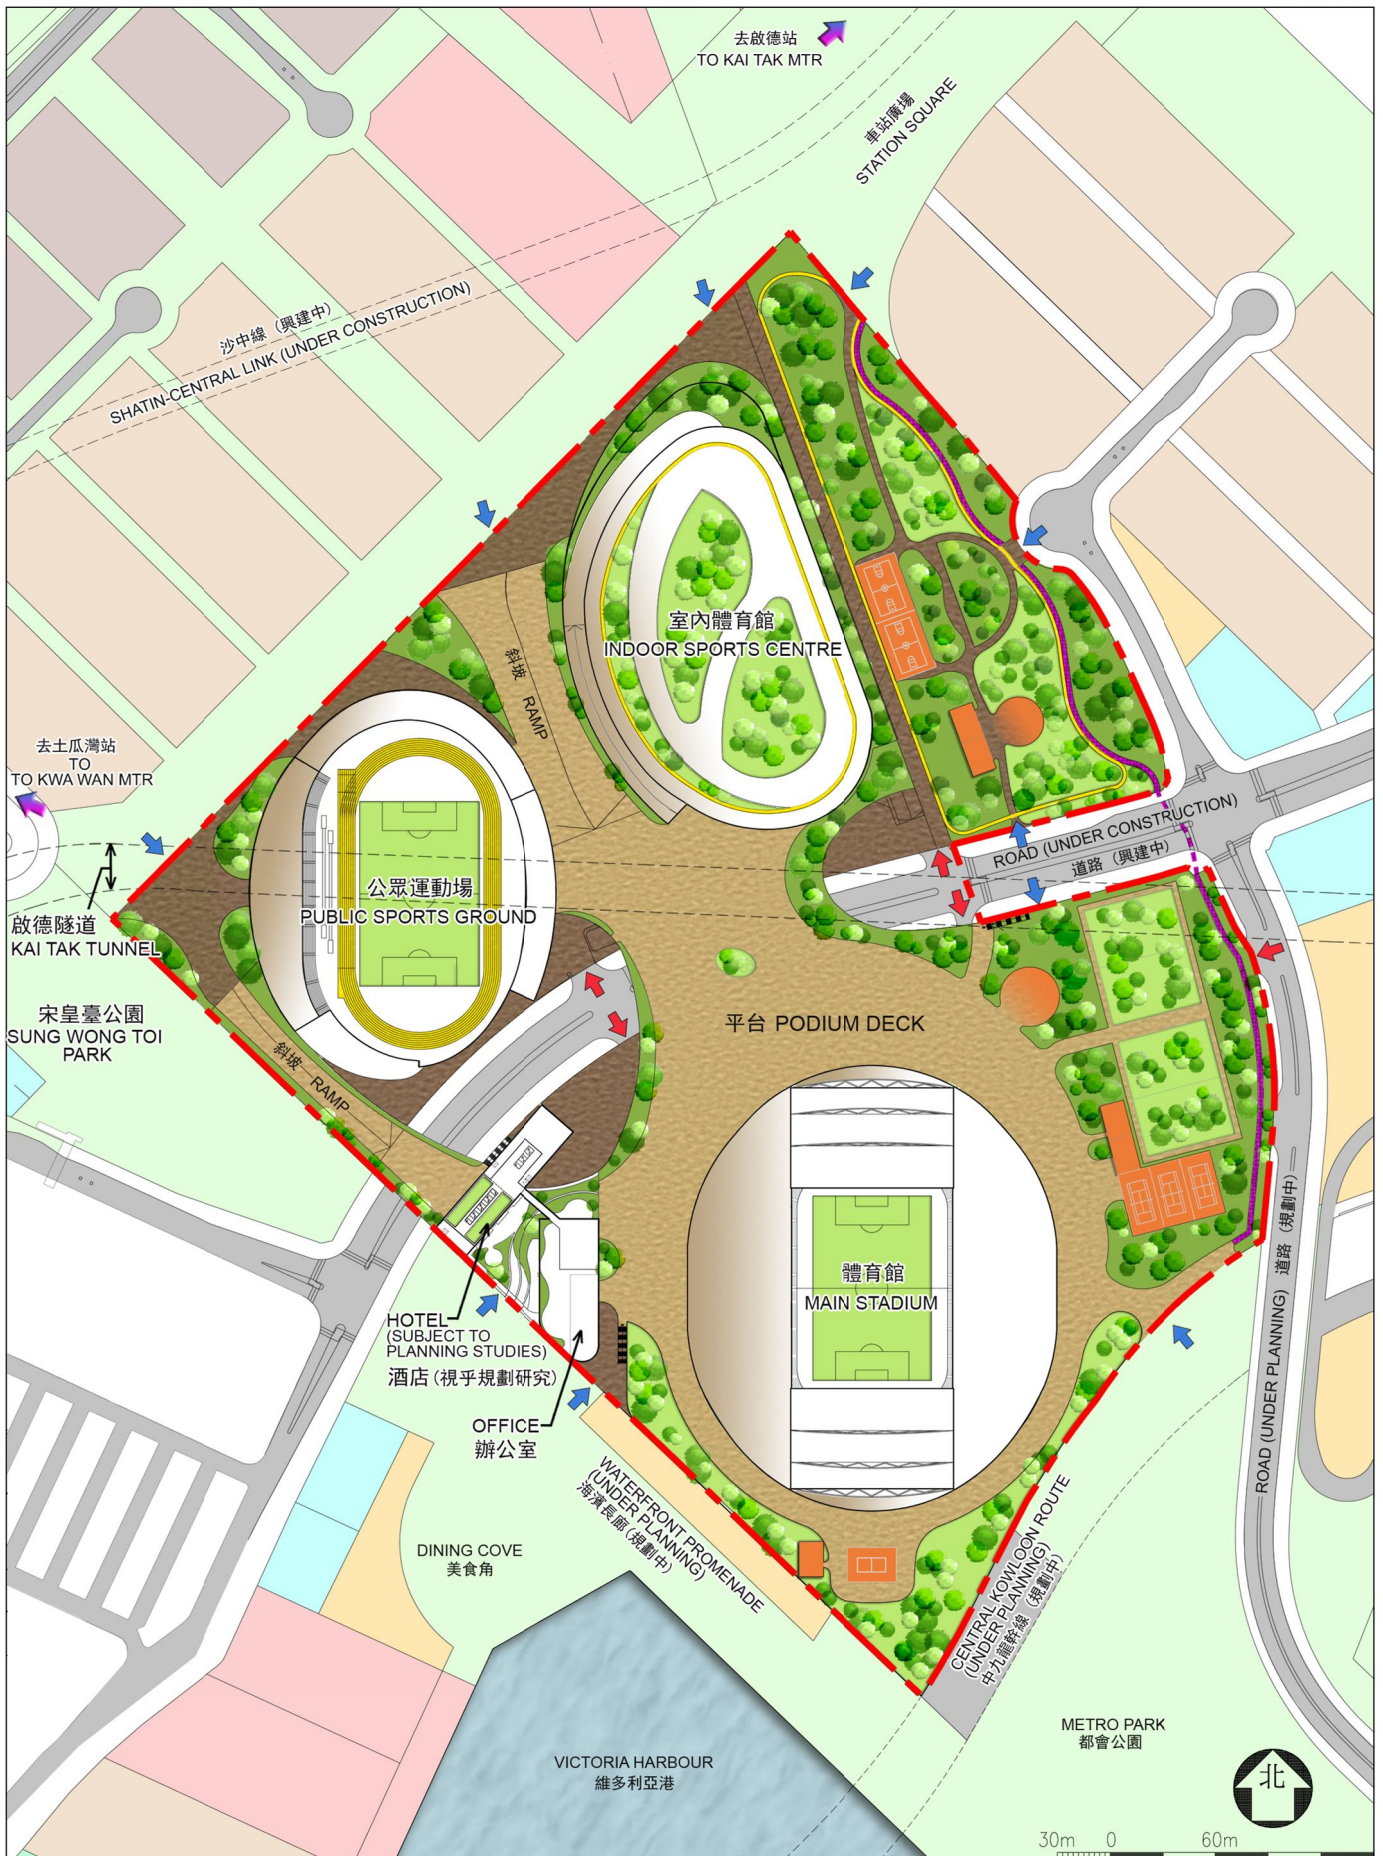 去啟德站
TO KAI TAK MTR
車站廣場
STATION SQUARE
沙中線 (興建中)
SHATIN-CENTRAL LINK (UNDER CONSTRUCTION)
室內體育館
INDOOR SPORTS CENTRE
斜坡 RAMP
去土瓜灣站
TO
TO KWA WAN MTR
ROAD (UNDER CONSTRUCTION)
道路 (興建中)
公眾運動場
PUBLIC SPORTS GROUND
啟德隧道
KAI TAK TUNNEL
宋皇臺公園
SUNG WONG TOI
PARK
平台 PODIUM DECK
斜坡 RAMP
體育館
MAIN STADIUM
ROAD (UNDER PLANNING) 道路 (規劃中)
HOTEL
(SUBJECT TO
PLANNING STUDIES)
酒店 (視乎規劃研究)
OFFICE
辦公室
WATERFRONT PROMENADE
(UNDER PLANNING)
海濱長廊 (規劃中)
CENTRAL KOWLOON ROUTE
(UNDER PLANNING)
中九龍幹線 (規劃中)
DINING COVE
美食角
VICTORIA HARBOUR
維多利亞港
METRO PARK
都會公園
北
30m 0 60m